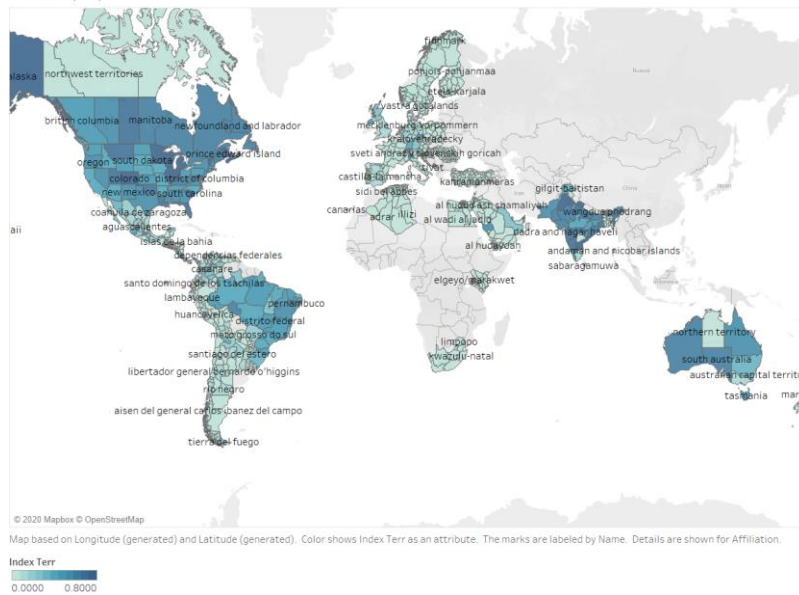 finnmark
alaska
northwest territories
pohjois-pohjanmaa
etela-karjala
vastra gotalands
british columbia
manitoba
newfoundland and labrador
mecklenburg-vorpommern
kralovehradecky
prince edward island
oregon
south dakota
sveti andraz v slovenskih goricah
tivat
colorado
district of columbia
castilla-la mancha
kahramanmaras
gilgit-baltistan
new mexico
south carolina
sidi bel abbes
coahuila de zaragoza
canarias
adrar
illizi
al hudud ash shamaliyah
al wadi al jadid
wangdue phodrang
dadra and nagar haveli
aguascalientes
islas de la bahia
al hudaydah
andaman and nicobar islands
dependencias federales
casanare
sabaragamuwa
santo domingo de los tsachilas
elgeyo/marakwet
lambayeque
pernambuco
huancavelica
distrito federal
mato grosso do sul
limpopo
northern territory
santiago del estero
kwazulu-natal
south australia
libertador general bernardo o'higgins
australian capital territo
rio negro
tasmania
aisen del general carlos ibanez del campo
tierra del fuego
© 2020 Mapbox © OpenStreetMap
Map based on Longitude (generated) and Latitude (generated). Color shows Index Terr as an attribute. The marks are labeled by Name. Details are shown for Affiliation.
Index Terr
0.0000 0.8000